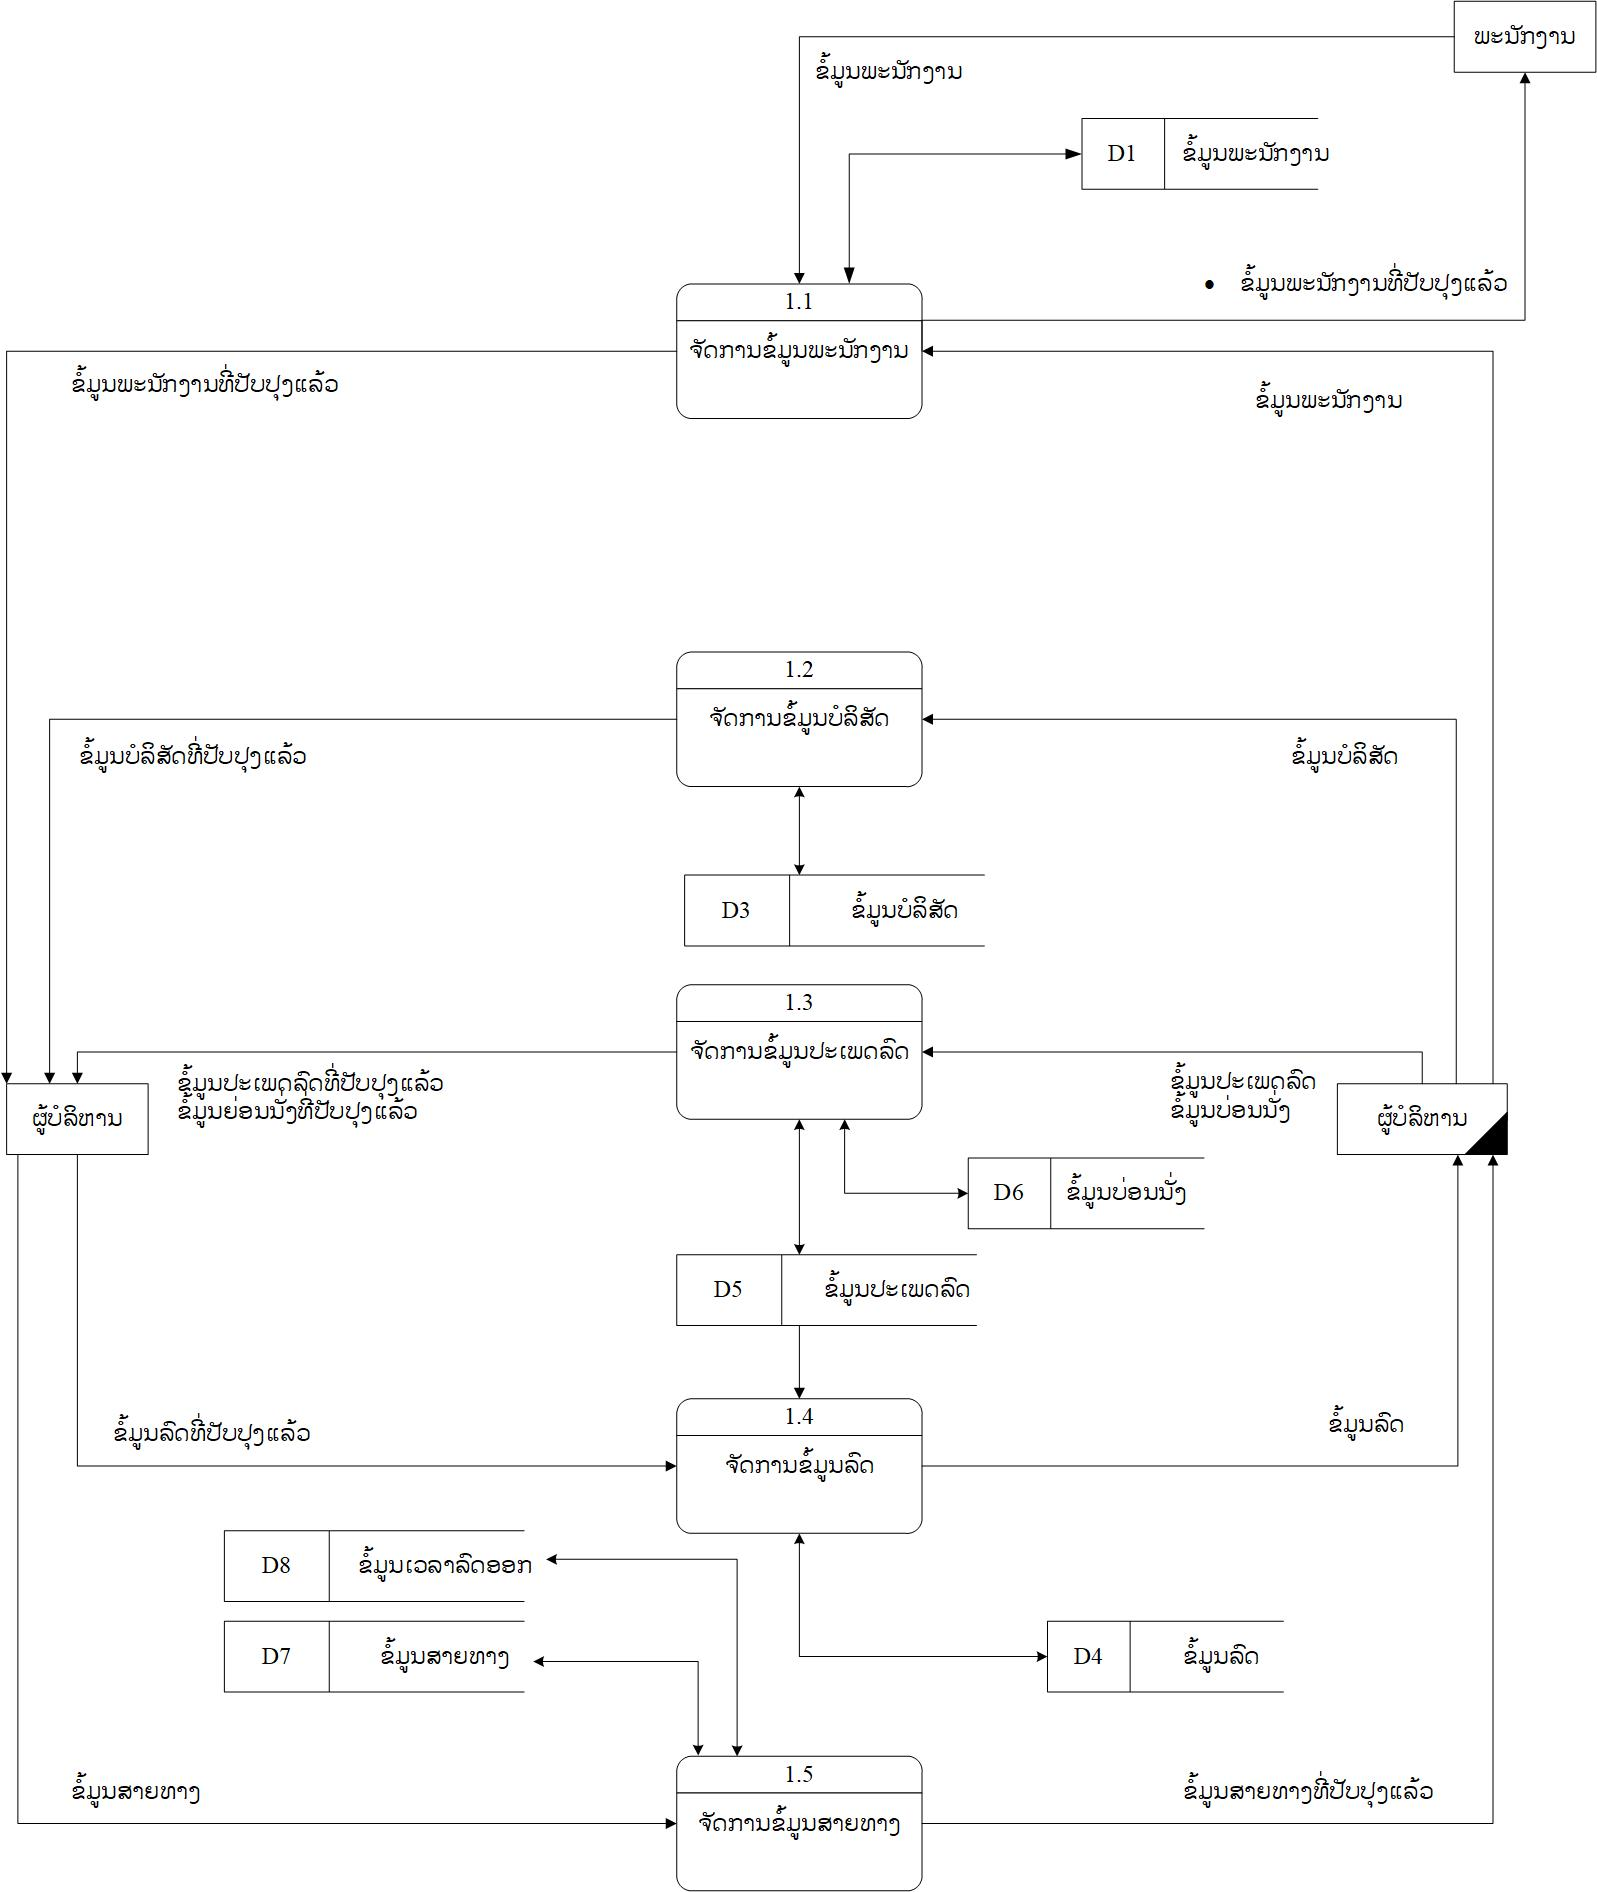 ພະນັກງານ
ຂໍ້ມູນພະນັກງານ
D1
ຂໍ້ມູນພະນັກງານ
• ຂໍ້ມູນພະນັກງານທີ່ປັບປຸງແລ້ວ
1.1
ຈັດການຂໍ້ມູນພະນັກງານ
ຂໍ້ມູນພະນັກງານທີ່ປັບປຸງແລ້ວ
ຂໍ້ມູນພະນັກງານ
1.2
ຈັດການຂໍ້ມູນບໍລິສັດ
ຂໍ້ມູນບໍລິສັດທີ່ປັບປຸງແລ້ວ
ຂໍ້ມູນບໍລິສັດ
D3
ຂໍ້ມູນບໍລິສັດ
1.3
ຈັດການຂໍ້ມູນປະເພດລົດ
ຂໍ້ມູນປະເພດລົດທີ່ປັບປຸງແລ້ວ
ຂໍ້ມູນຍ່ອນນັ່ງທີ່ປັບປຸງແລ້ວ
ຂໍ້ມູນປະເພດລົດ
ຂໍ້ມູນບ່ອນນັ່ງ
ຜູ້ບໍລິຫານ
ຜູ້ບໍລິຫານ
D6
ຂໍ້ມູນບ່ອນນັ່ງ
D5
ຂໍ້ມູນປະເພດລົດ
1.4
ຈັດການຂໍ້ມູນລົດ
ຂໍ້ມູນລົດທີ່ປັບປຸງແລ້ວ
ຂໍ້ມູນລົດ
D8
ຂໍ້ມູນເວລາລົດອອກ
D7
ຂໍ້ມູນສາຍທາງ
D4
ຂໍ້ມູນລົດ
1.5
ຈັດການຂໍ້ມູນສາຍທາງ
ຂໍ້ມູນສາຍທາງ
ຂໍ້ມູນສາຍທາງທີ່ປັບປຸງແລ້ວ